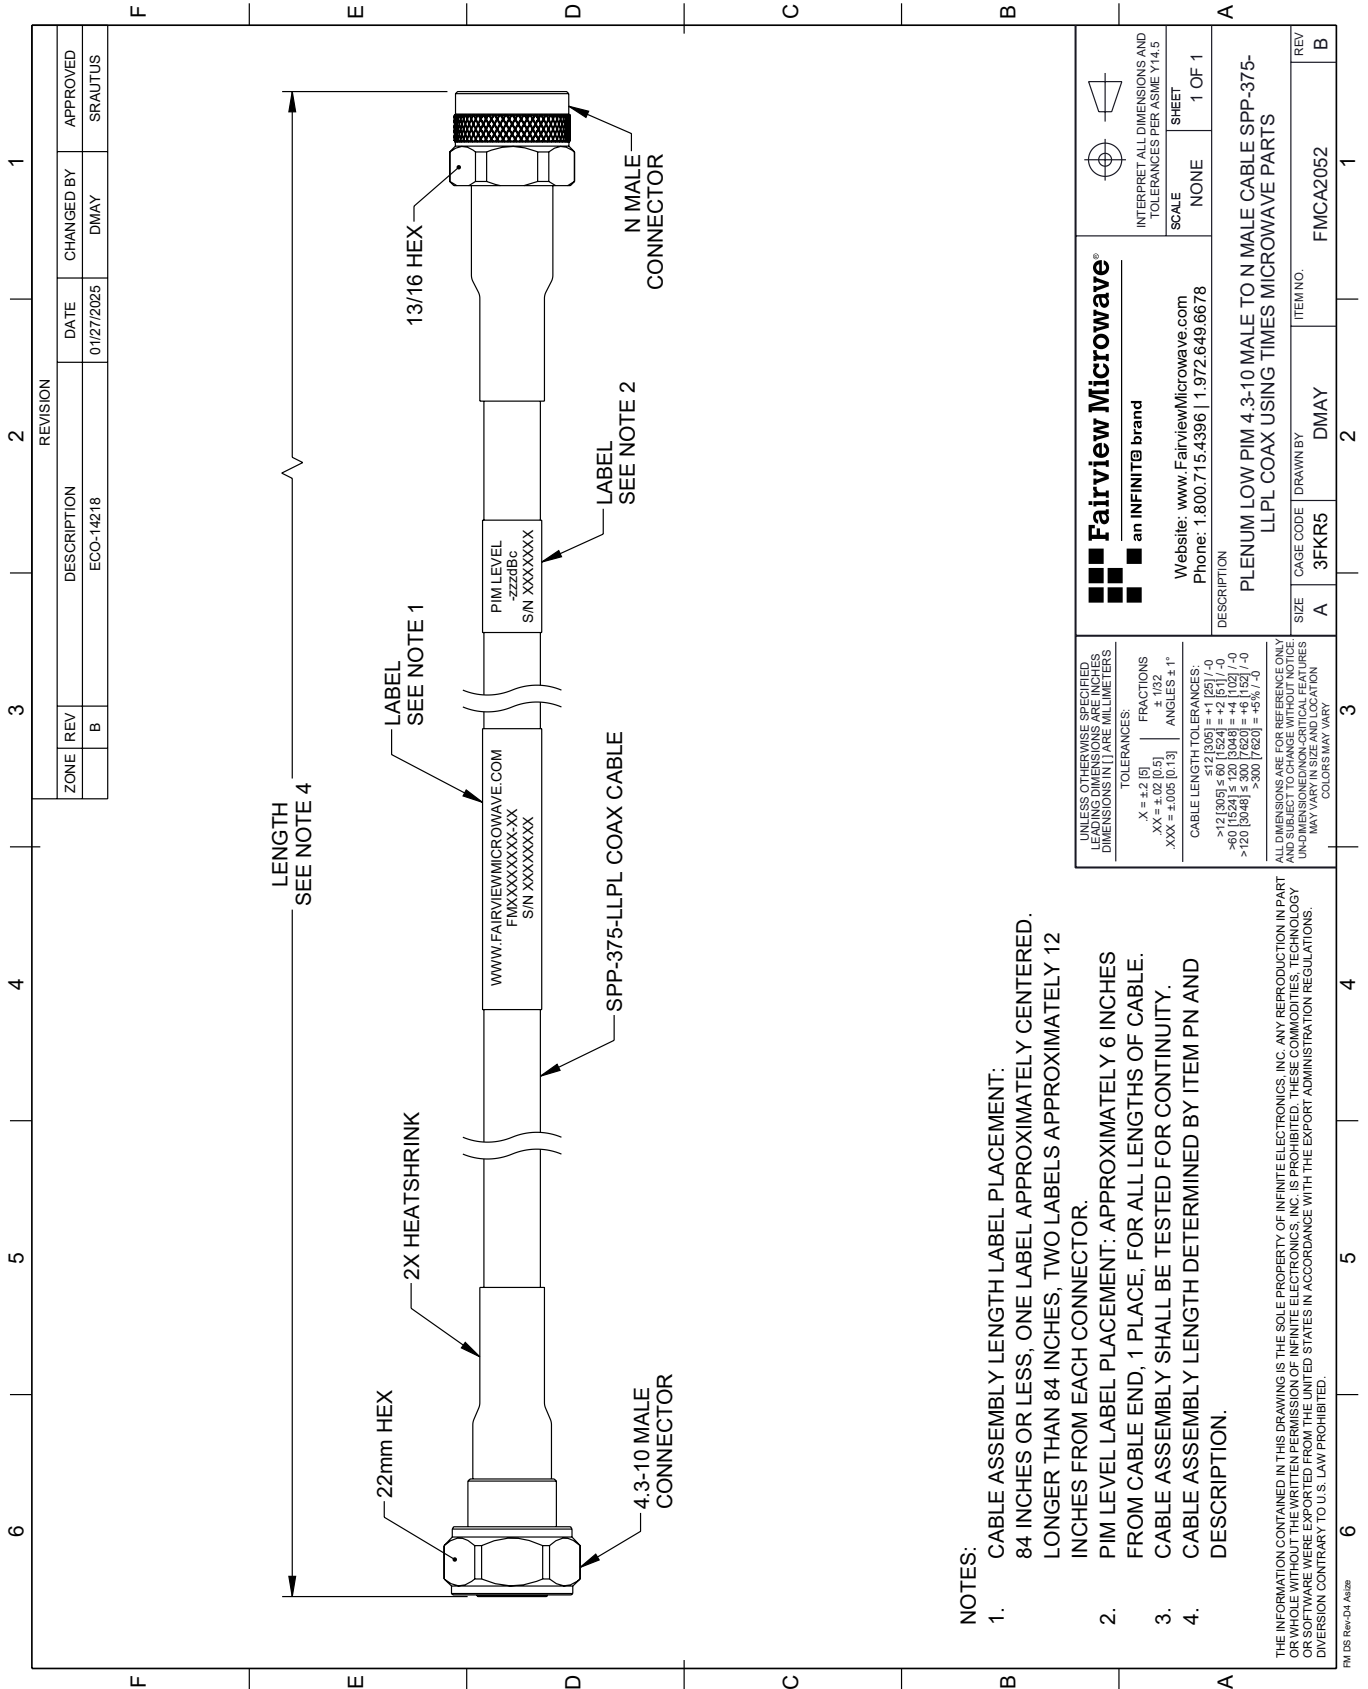 6
5
4
3
2
1
F
E
D
C
B
A
REVISION
ZONE REV DESCRIPTION DATE CHANGED BY APPROVED
B ECO-14218 01/27/2025 DMAY SRAUTUS
LENGTH
SEE NOTE 4
22mm HEX
2X HEATSHRINK
LABEL
SEE NOTE 1
13/16 HEX
WWW.FAIRVIEWMICROWAVE.COM
FMXXXXXXXX-XX
S/N XXXXXXXX
PIM LEVEL
-zzzdBc
S/N XXXXXXX
4.3-10 MALE
CONNECTOR
SPP-375-LLPL COAX CABLE
LABEL
SEE NOTE 2
N MALE
CONNECTOR
NOTES:
1. CABLE ASSEMBLY LENGTH LABEL PLACEMENT:
84 INCHES OR LESS, ONE LABEL APPROXIMATELY CENTERED.
LONGER THAN 84 INCHES, TWO LABELS APPROXIMATELY 12
INCHES FROM EACH CONNECTOR.
2. PIM LEVEL LABEL PLACEMENT: APPROXIMATELY 6 INCHES
FROM CABLE END, 1 PLACE, FOR ALL LENGTHS OF CABLE.
3. CABLE ASSEMBLY SHALL BE TESTED FOR CONTINUITY.
4. CABLE ASSEMBLY LENGTH DETERMINED BY ITEM PN AND
DESCRIPTION.
THE INFORMATION CONTAINED IN THIS DRAWING IS THE SOLE PROPERTY OF INFINITE ELECTRONICS, INC. ANY REPRODUCTION IN PART
OR WHOLE WITHOUT THE WRITTEN PERMISSION OF INFINITE ELECTRONICS, INC. IS PROHIBITED. THESE COMMODITIES, TECHNOLOGY
OR SOFTWARE WERE EXPORTED FROM THE UNITED STATES IN ACCORDANCE WITH THE EXPORT ADMINISTRATION REGULATIONS.
DIVERSION CONTRARY TO U.S. LAW PROHIBITED.
UNLESS OTHERWISE SPECIFIED
LEADING DIMENSIONS ARE INCHES
DIMENSIONS IN [ ] ARE MILLIMETERS
TOLERANCES:
.X = ±.2 [5] FRACTIONS
.XX = ±.02 [0.5] ± 1/32
.XXX = ±.005 [0.13] ANGLES ± 1°
CABLE LENGTH TOLERANCES:
≤12 [305] = +1 [25] / -0
>12 [305] ≤ 60 [1524] = +2 [51] / -0
>60 [1524] ≤ 120 [3048] = +4 [102] / -0
>120 [3048] ≤ 300 [7620] = +6 [152] / -0
>300 [7620] = +5% / -0
ALL DIMENSIONS ARE FOR REFERENCE ONLY
AND SUBJECT TO CHANGE WITHOUT NOTICE.
UN-DIMENSIONED/NON-CRITICAL FEATURES
MAY VARY IN SIZE AND LOCATION
COLORS MAY VARY
Fairview Microwave®
an INFINIT@ brand
Website: www.FairviewMicrowave.com
Phone: 1.800.715.4396 | 1.972.649.6678
INTERPRET ALL DIMENSIONS AND
TOLERANCES PER ASME Y14.5
SCALE SHEET
NONE 1 OF 1
DESCRIPTION
PLENUM LOW PIM 4.3-10 MALE TO N MALE CABLE SPP-375-
LLPL COAX USING TIMES MICROWAVE PARTS
SIZE CAGE CODE DRAWN BY ITEM NO. REV
A 3FKR5 DMAY FMCA2052 B
FM DS Rev-D4 Asize
6
5
4
3
2
1
F
E
D
C
B
A